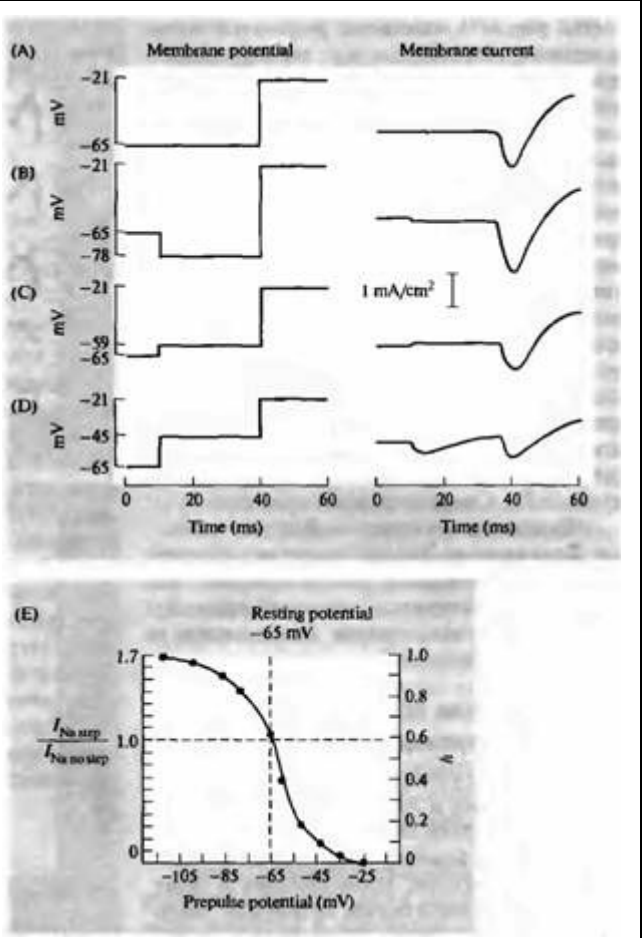 (A) Membrane potential Membrane current
−21
mV
−65
(B)
−21
mV
−65
−78
(C)
−21
1 mA/cm²
mV
−59
−65
(D)
−21
mV
−45
−65
0 20 40 60 0 20 40 60
Time (ms) Time (ms)
(E) Resting potential
−65 mV
1.7 1.0
0.8
I Na step
I Na no step
1.0 0.6
h
0.4
0.2
0 0
−105 −85 −65 −45 −25
Prepulse potential (mV)